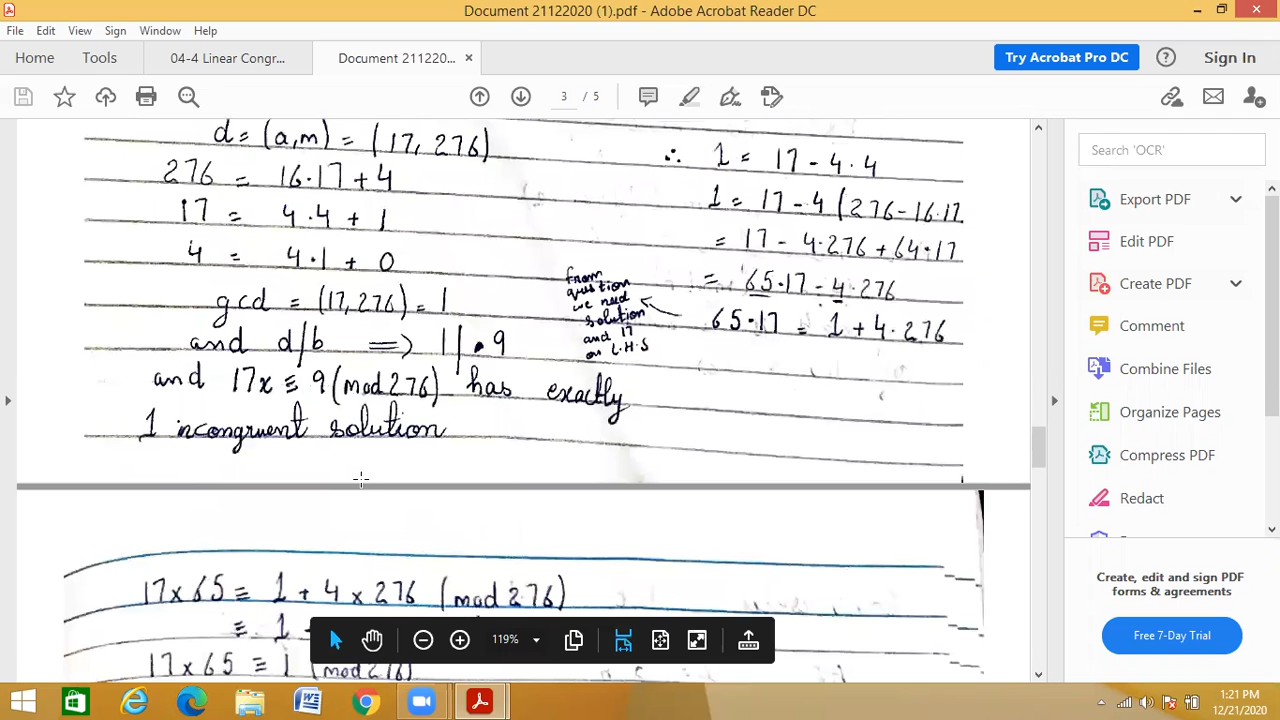 Document 21122020 (1).pdf - Adobe Acrobat Reader DC
File Edit View Sign Window Help
Home Tools 04-4 Linear Congr... Document 211220... × Try Acrobat Pro DC Sign In
3 / 5
d = (a,m) = (17, 276)
276 = 16·17 + 4
17 = 4·4 + 1
4 = 4·1 + 0
gcd = (17,276) = 1
and d/b ⟹ 1/ 9
and 17x ≡ 9 (mod 276) has exactly
1 incongruent solution
∴ 1 = 17 - 4·4
1 = 17 - 4 (276 - 16·17
= 17 - 4·276 + 64·17
= 65·17 - 4·276
65·17 = 1 + 4·276
from
question
we need
solution
and 17
on L.H.S
17×65 ≡ 1 + 4×276 (mod 276)
≡ 1
17×65 ≡ 1 (mod 276)
119%
Search 'OCR'
Export PDF
Edit PDF
Create PDF
Comment
Combine Files
Organize Pages
Compress PDF
Redact
Convert, edit and sign PDF
forms & agreements
Free 7-Day Trial
1:21 PM
12/21/2020